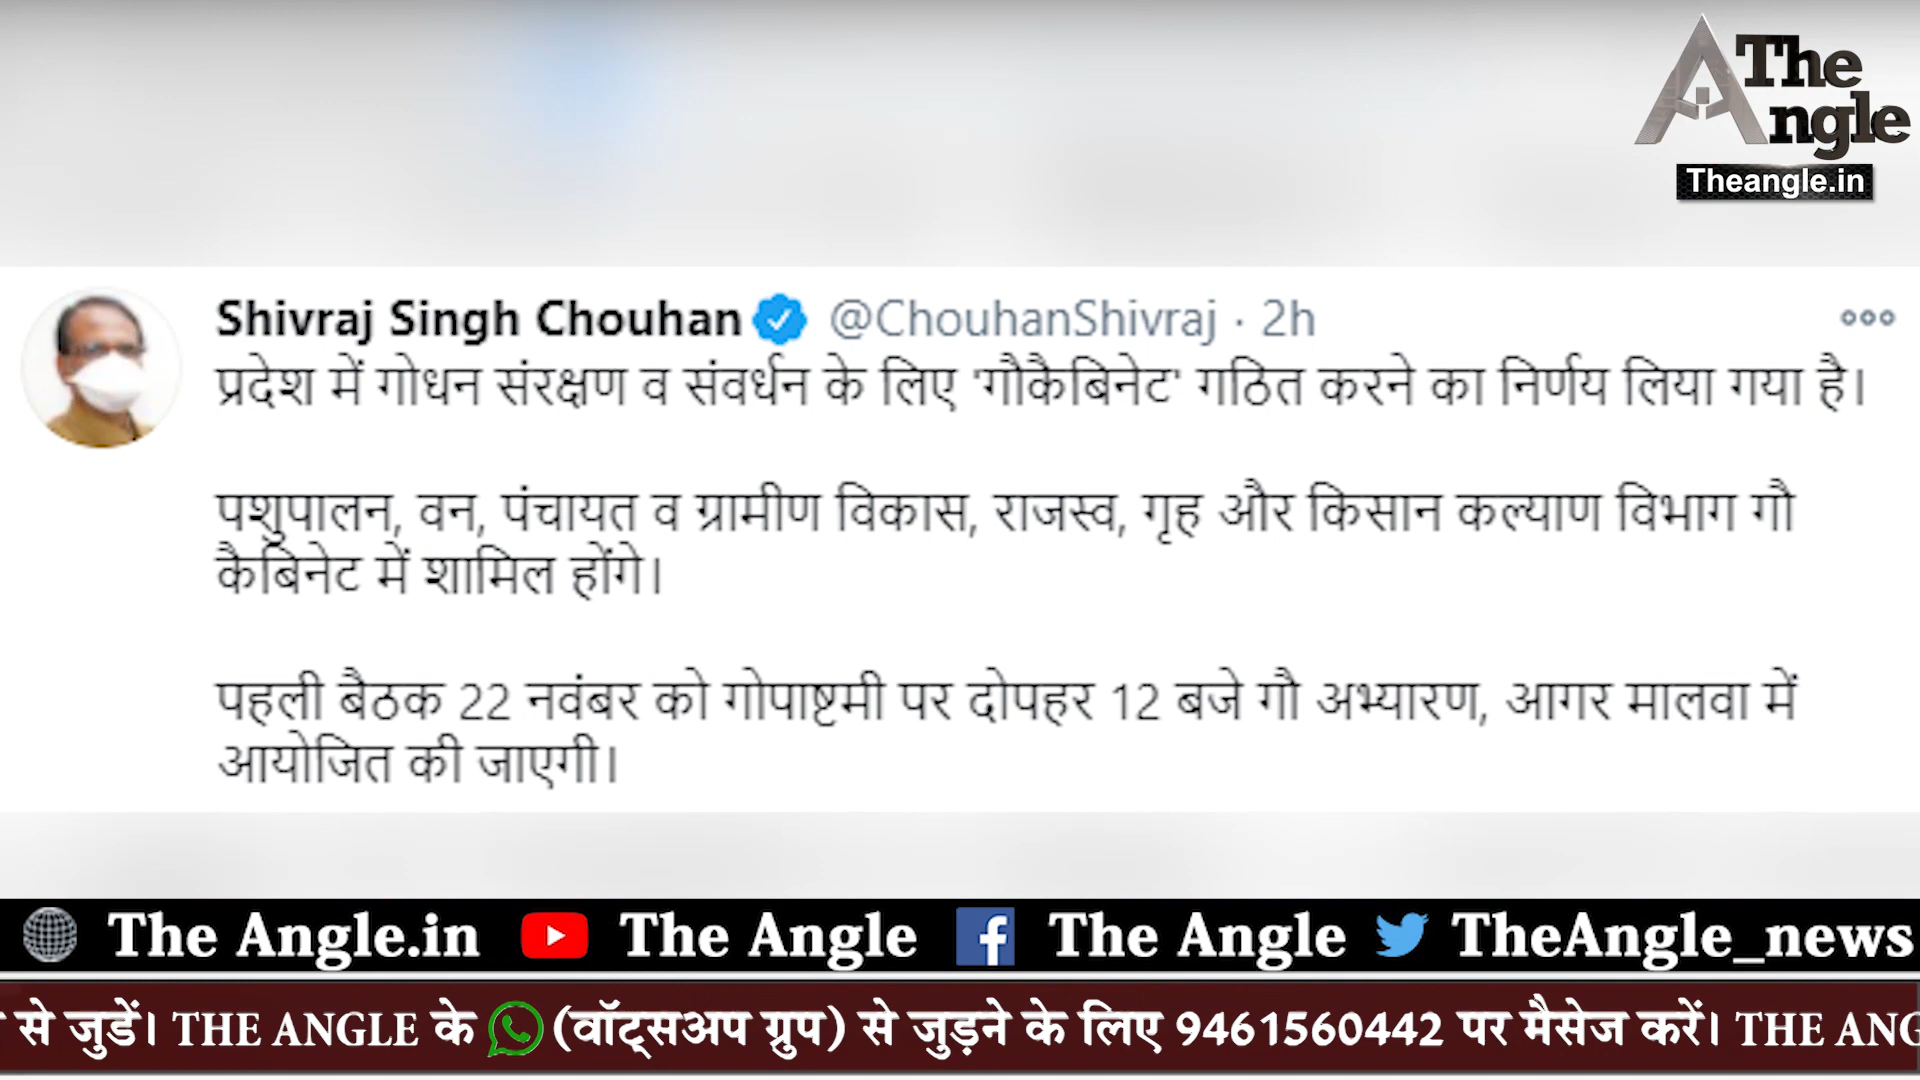 The
Angle
Theangle.in
Shivraj Singh Chouhan @ChouhanShivraj · 2h
प्रदेश में गोधन संरक्षण व संवर्धन के लिए 'गौकैबिनेट' गठित करने का निर्णय लिया गया है।
पशुपालन, वन, पंचायत व ग्रामीण विकास, राजस्व, गृह और किसान कल्याण विभाग गौ
कैबिनेट में शामिल होंगे।
पहली बैठक 22 नवंबर को गोपाष्टमी पर दोपहर 12 बजे गौ अभ्यारण, आगर मालवा में
आयोजित की जाएगी।
The Angle.in The Angle The Angle TheAngle_news
से जुडें। THE ANGLE के (वॉट्सअप ग्रुप) से जुड़ने के लिए 9461560442 पर मैसेज करें। THE ANG